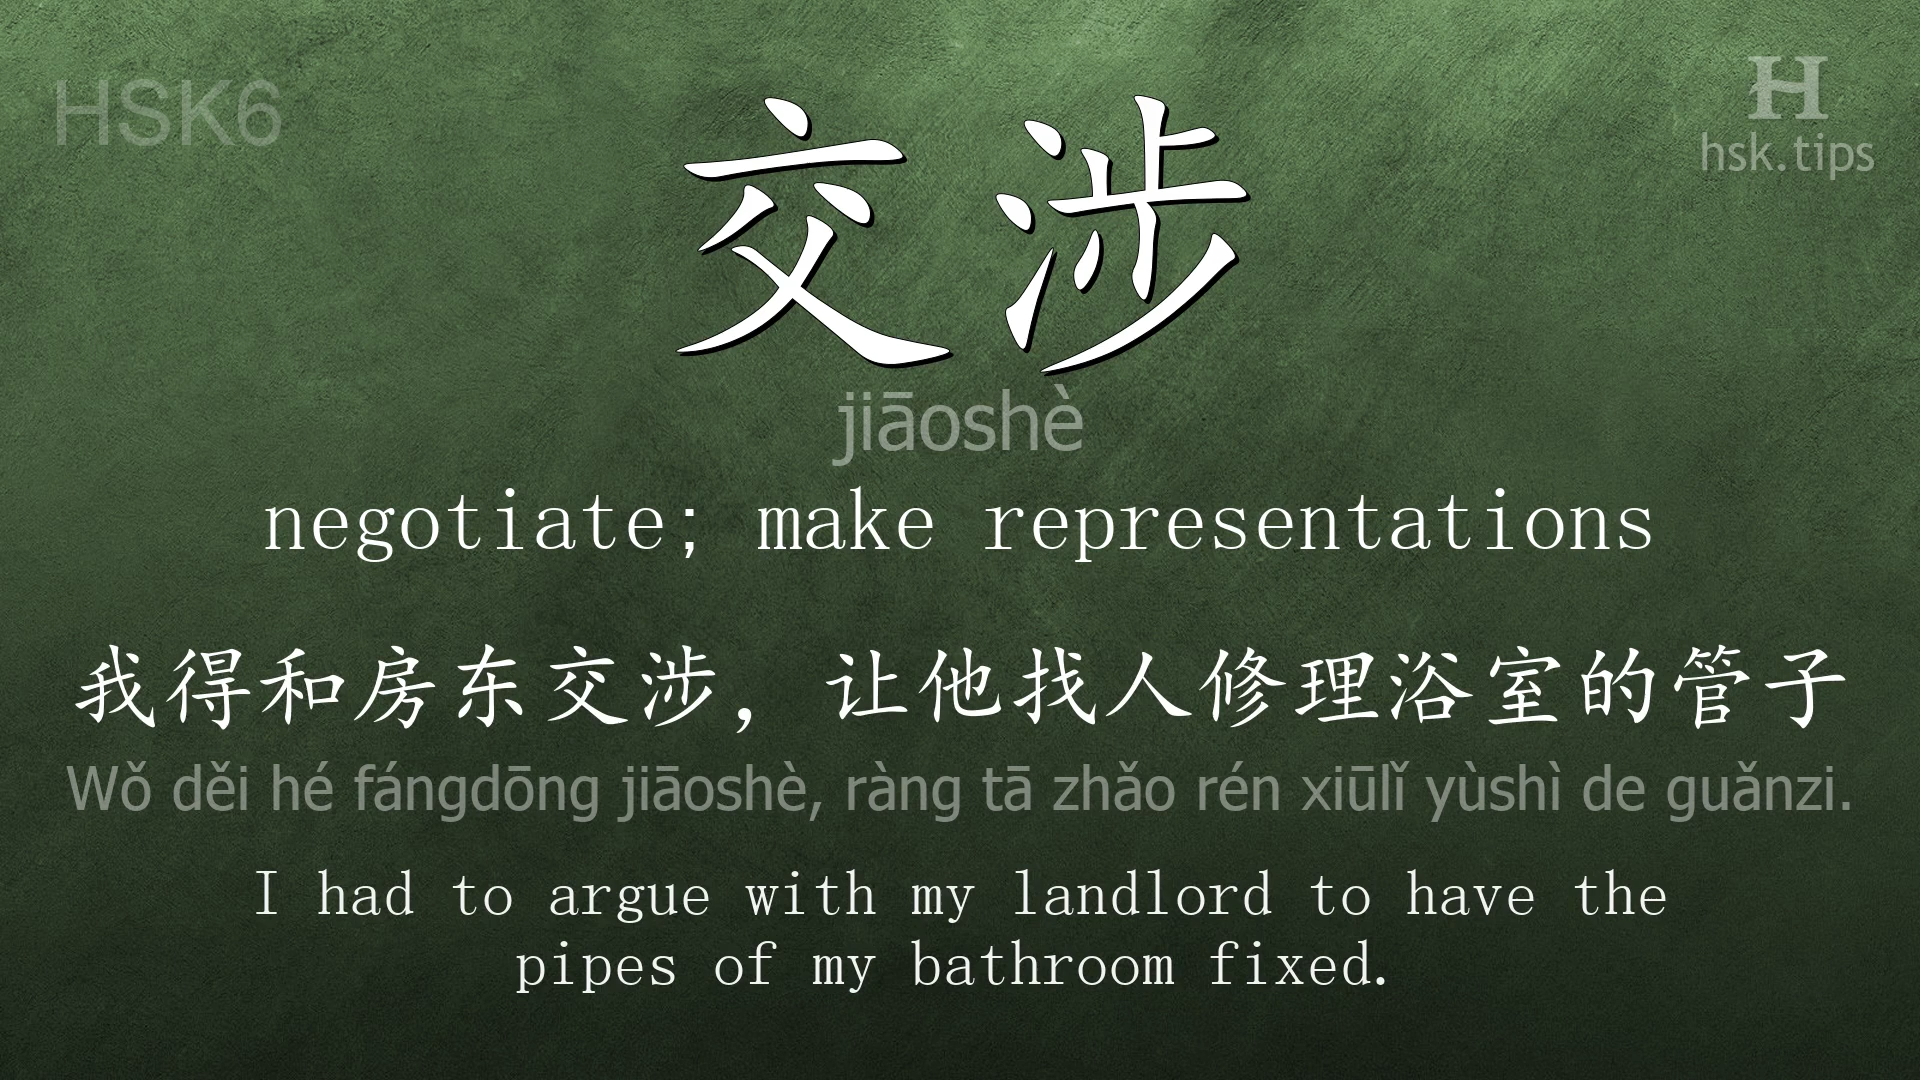 HSK6
H
hsk.tips
交涉
jiāoshè
negotiate; make representations
我得和房东交涉，让他找人修理浴室的管子
Wǒ děi hé fángdōng jiāoshè, ràng tā zhǎo rén xiūlǐ yùshì de guǎnzi.
I had to argue with my landlord to have the
pipes of my bathroom fixed.